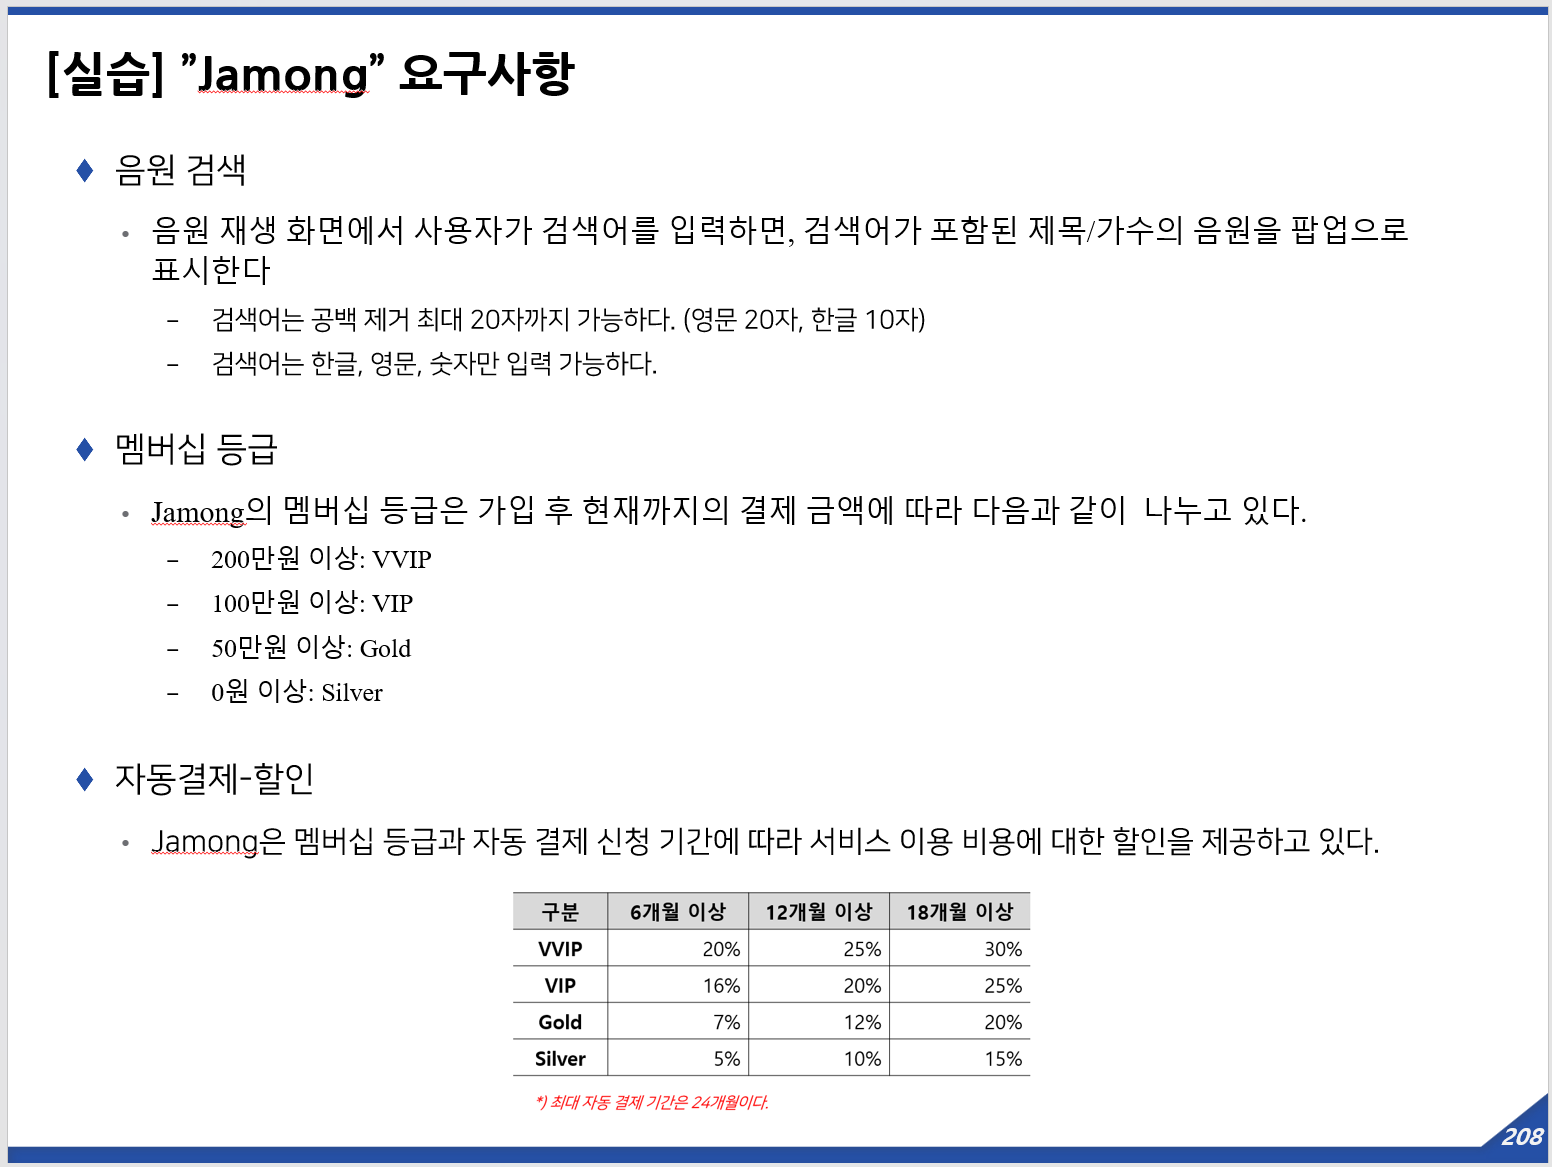 [실습] ”Jamong” 요구사항
♦ 음원 검색
• 음원 재생 화면에서 사용자가 검색어를 입력하면, 검색어가 포함된 제목/가수의 음원을 팝업으로
표시한다
– 검색어는 공백 제거 최대 20자까지 가능하다. (영문 20자, 한글 10자)
– 검색어는 한글, 영문, 숫자만 입력 가능하다.
♦ 멤버십 등급
• Jamong의 멤버십 등급은 가입 후 현재까지의 결제 금액에 따라 다음과 같이 나누고 있다.
– 200만원 이상: VVIP
– 100만원 이상: VIP
– 50만원 이상: Gold
– 0원 이상: Silver
♦ 자동결제-할인
• Jamong은 멤버십 등급과 자동 결제 신청 기간에 따라 서비스 이용 비용에 대한 할인을 제공하고 있다.
구분 6개월 이상 12개월 이상 18개월 이상
VVIP 20% 25% 30%
VIP 16% 20% 25%
Gold 7% 12% 20%
Silver 5% 10% 15%
*) 최대 자동 결제 기간은 24개월이다.
208